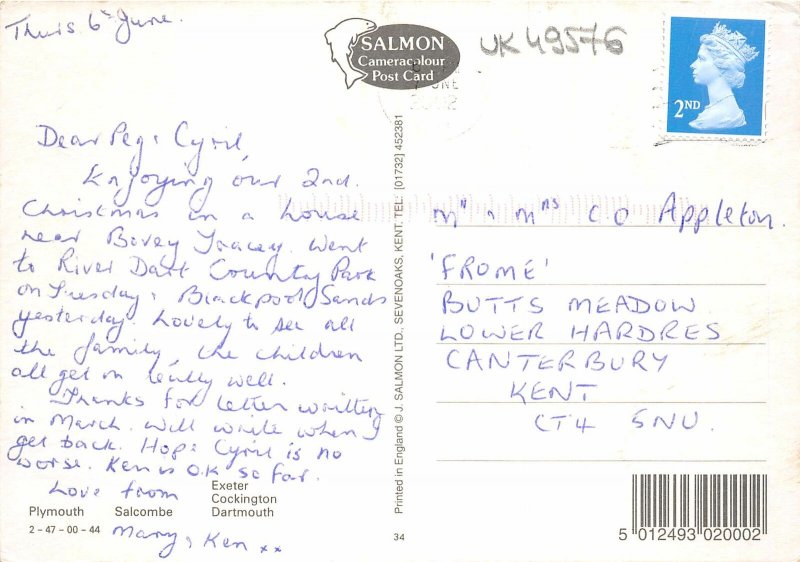 Thurs 6th June.
SALMON
Cameracolour
Post Card
UK49576
7 JUNE
2002
2ND
Dear Peg & Cyril,
Enjoying our 2nd.
Christmas in a house
near Bovey Tracey. Went
to River Dart Country Park
on Tuesday & Blackpool Sands
yesterday. Lovely to see all
the family, the children
all get on really well.
Thanks for letter written
in March. Will write when I
get back. Hope Cyril is no
worse. Ken is O.K so far.
Love from
Mary & Ken xx
Exeter
Cockington
Plymouth Salcombe Dartmouth
2 – 47 – 00 – 44
Printed in England © J. SALMON LTD., SEVENOAKS, KENT. TEL: [01732] 452381
34
Mr & Mrs C O Appleton.
'FROME'
BUTTS MEADOW
LOWER HARDRES
CANTERBURY
KENT
CT4 5NU.
5 012493 020002